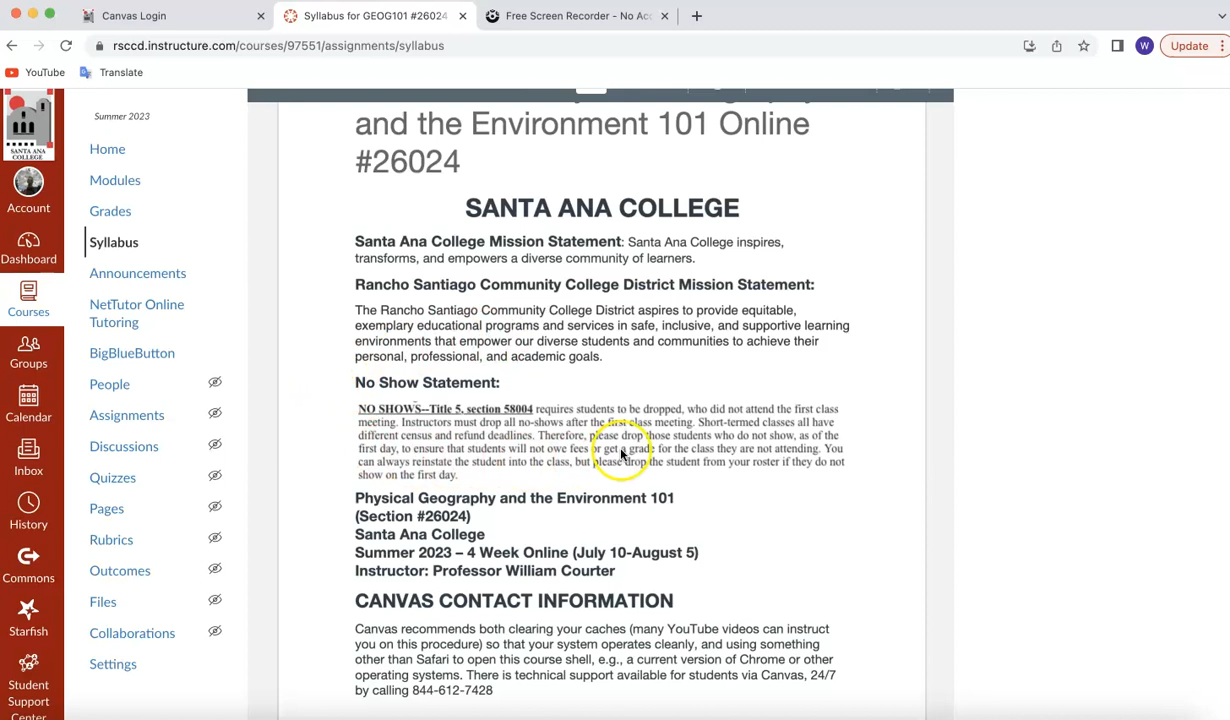 Canvas Login
Syllabus for GEOG101 #26024
Free Screen Recorder - No Acc
rsccd.instructure.com/courses/97551/assignments/syllabus
W
Update
YouTube
Translate
SANTA ANA
COLLEGE
Account
Dashboard
Courses
Groups
Calendar
Inbox
History
Commons
Starfish
Student
Support
Center
Summer 2023
Home
Modules
Grades
Syllabus
Announcements
NetTutor Online
Tutoring
BigBlueButton
People
Assignments
Discussions
Quizzes
Pages
Rubrics
Outcomes
Files
Collaborations
Settings
and the Environment 101 Online
#26024
SANTA ANA COLLEGE
Santa Ana College Mission Statement: Santa Ana College inspires,
transforms, and empowers a diverse community of learners.
Rancho Santiago Community College District Mission Statement:
The Rancho Santiago Community College District aspires to provide equitable,
exemplary educational programs and services in safe, inclusive, and supportive learning
environments that empower our diverse students and communities to achieve their
personal, professional, and academic goals.
No Show Statement:
NO SHOWS--Title 5, section 58004 requires students to be dropped, who did not attend the first class
meeting. Instructors must drop all no-shows after the first class meeting. Short-termed classes all have
different census and refund deadlines. Therefore, please drop those students who do not show, as of the
first day, to ensure that students will not owe fees or get a grade for the class they are not attending. You
can always reinstate the student into the class, but please drop the student from your roster if they do not
show on the first day.
Physical Geography and the Environment 101
(Section #26024)
Santa Ana College
Summer 2023 – 4 Week Online (July 10-August 5)
Instructor: Professor William Courter
CANVAS CONTACT INFORMATION
Canvas recommends both clearing your caches (many YouTube videos can instruct
you on this procedure) so that your system operates cleanly, and using something
other than Safari to open this course shell, e.g., a current version of Chrome or other
operating systems. There is technical support available for students via Canvas, 24/7
by calling 844-612-7428